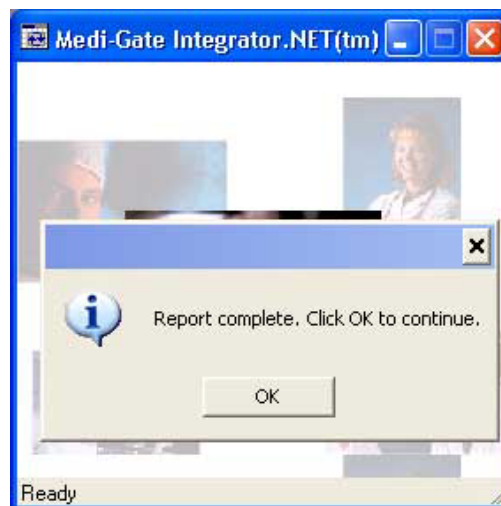 Medi-Gate Integrator.NET(tm)
Report complete. Click OK to continue.
OK
Ready